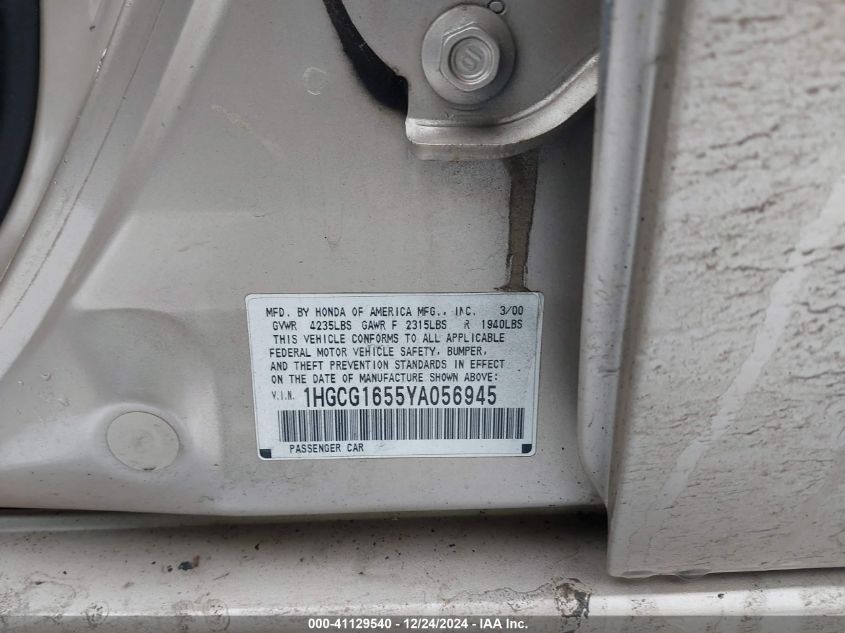 MFD. BY HONDA OF AMERICA MFG., INC. 3/00
GVWR 4235LBS GAWR F 2315LBS R 1940LBS
THIS VEHICLE CONFORMS TO ALL APPLICABLE
FEDERAL MOTOR VEHICLE SAFETY, BUMPER,
AND THEFT PREVENTION STANDARDS IN EFFECT
ON THE DATE OF MANUFACTURE SHOWN ABOVE:
V.I.N. 1HGCG1655YA056945
PASSENGER CAR
000-41129540 - 12/24/2024 - IAA Inc.